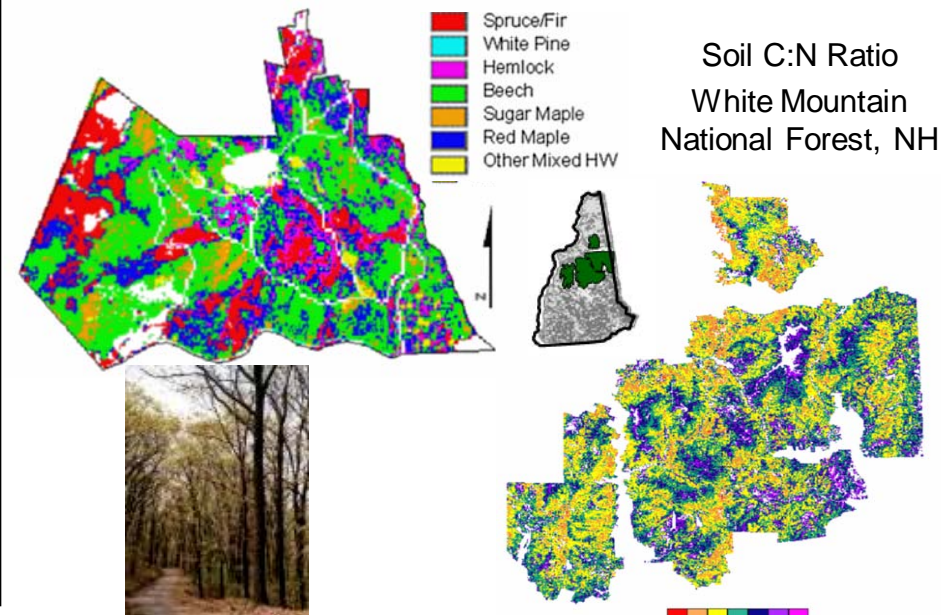 Spruce/Fir
White Pine
Hemlock
Beech
Sugar Maple
Red Maple
Other Mixed HW
Soil C:N Ratio
White Mountain
National Forest, NH
N